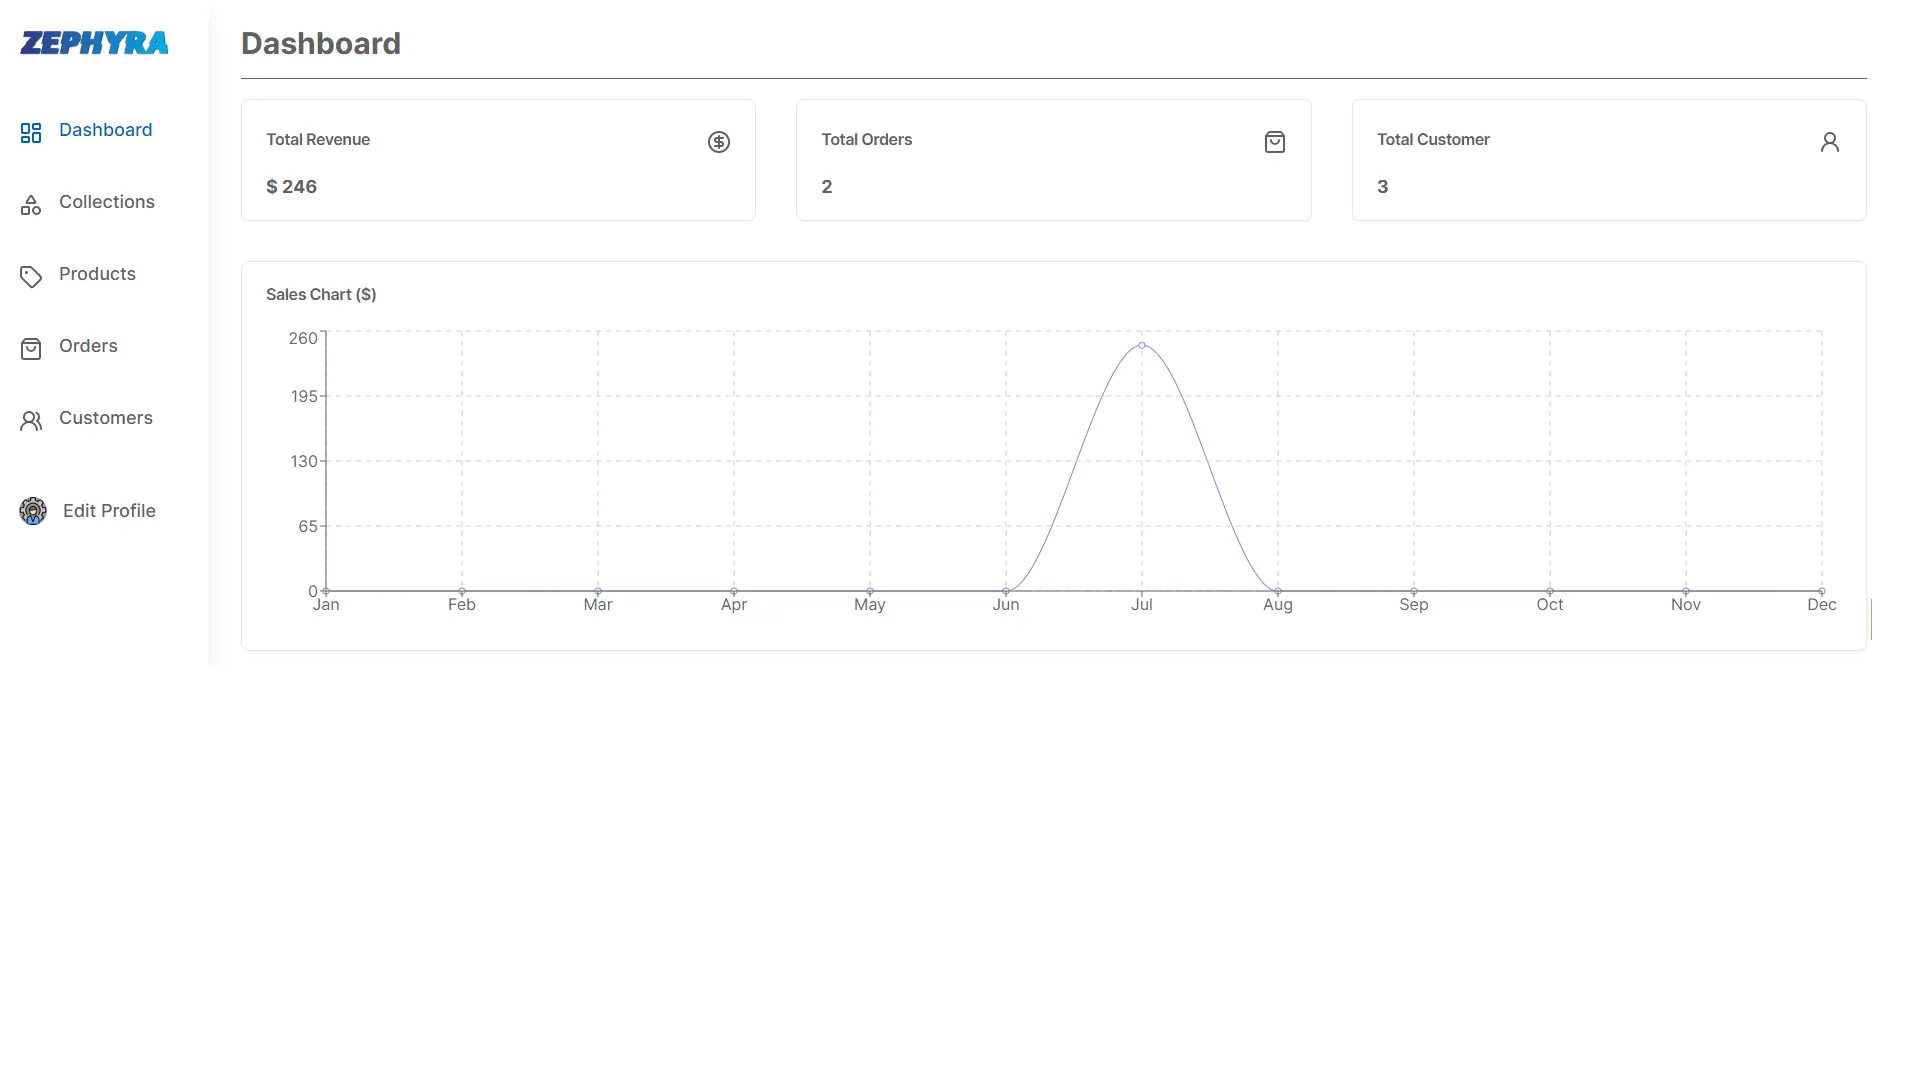 ZEPHYRA
Dashboard
Collections
Products
Orders
Customers
Edit Profile
Dashboard
Total Revenue
$ 246
Total Orders
2
Total Customer
3
Sales Chart ($)
260
195
130
65
0
Jan Feb Mar Apr May Jun Jul Aug Sep Oct Nov Dec